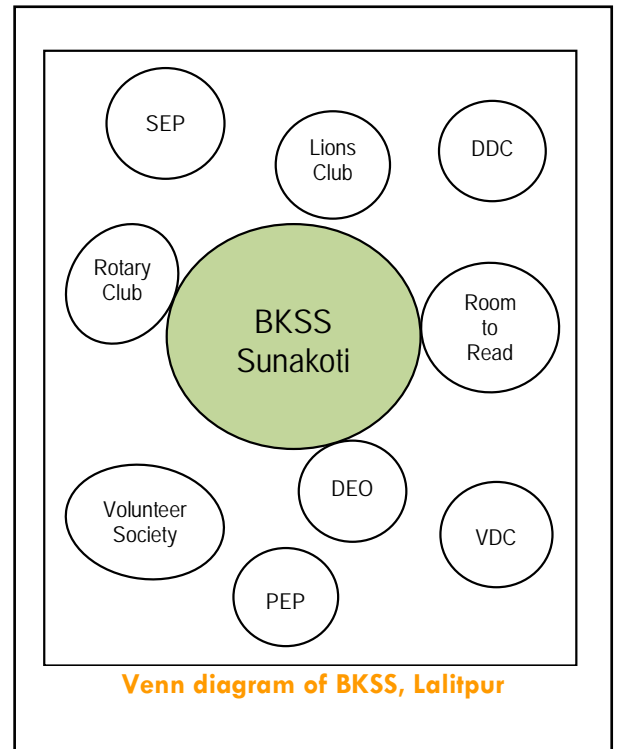 SEP
Lions
Club
DDC
Rotary
Club
BKSS
Sunakoti
Room
to
Read
DEO
Volunteer
Society
VDC
PEP
Venn diagram of BKSS, Lalitpur